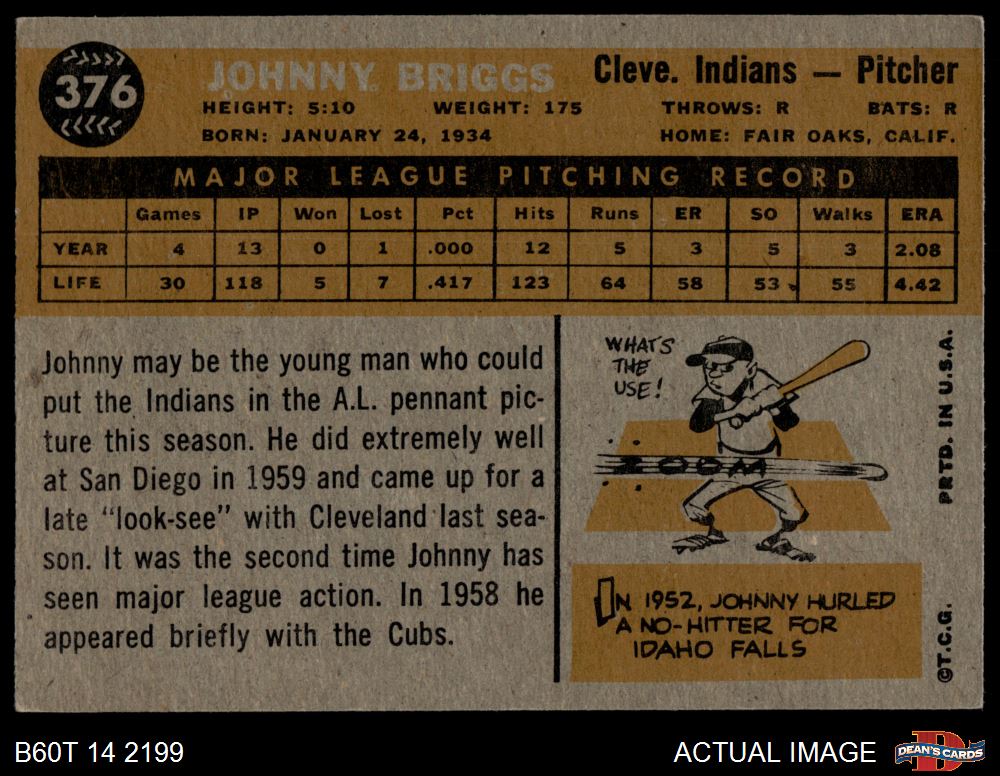 376
JOHNNY BRIGGS
Cleve. Indians — Pitcher
HEIGHT: 5:10 WEIGHT: 175 THROWS: R BATS: R
BORN: JANUARY 24, 1934 HOME: FAIR OAKS, CALIF.
MAJOR LEAGUE PITCHING RECORD
Games IP Won Lost Pct Hits Runs ER SO Walks ERA
YEAR 4 13 0 1 .000 12 5 3 5 3 2.08
LIFE 30 118 5 7 .417 123 64 58 53 55 4.42
Johnny may be the young man who could
put the Indians in the A.L. pennant pic-
ture this season. He did extremely well
at San Diego in 1959 and came up for a
late "look-see" with Cleveland last sea-
son. It was the second time Johnny has
seen major league action. In 1958 he
appeared briefly with the Cubs.
WHAT'S
THE
USE!
ZOOM
IN 1952, JOHNNY HURLED
A NO-HITTER FOR
IDAHO FALLS
PRTD. IN U.S.A.
©T.C.G.
B60T 14 2199
ACTUAL IMAGE
D
DEAN'S CARDS